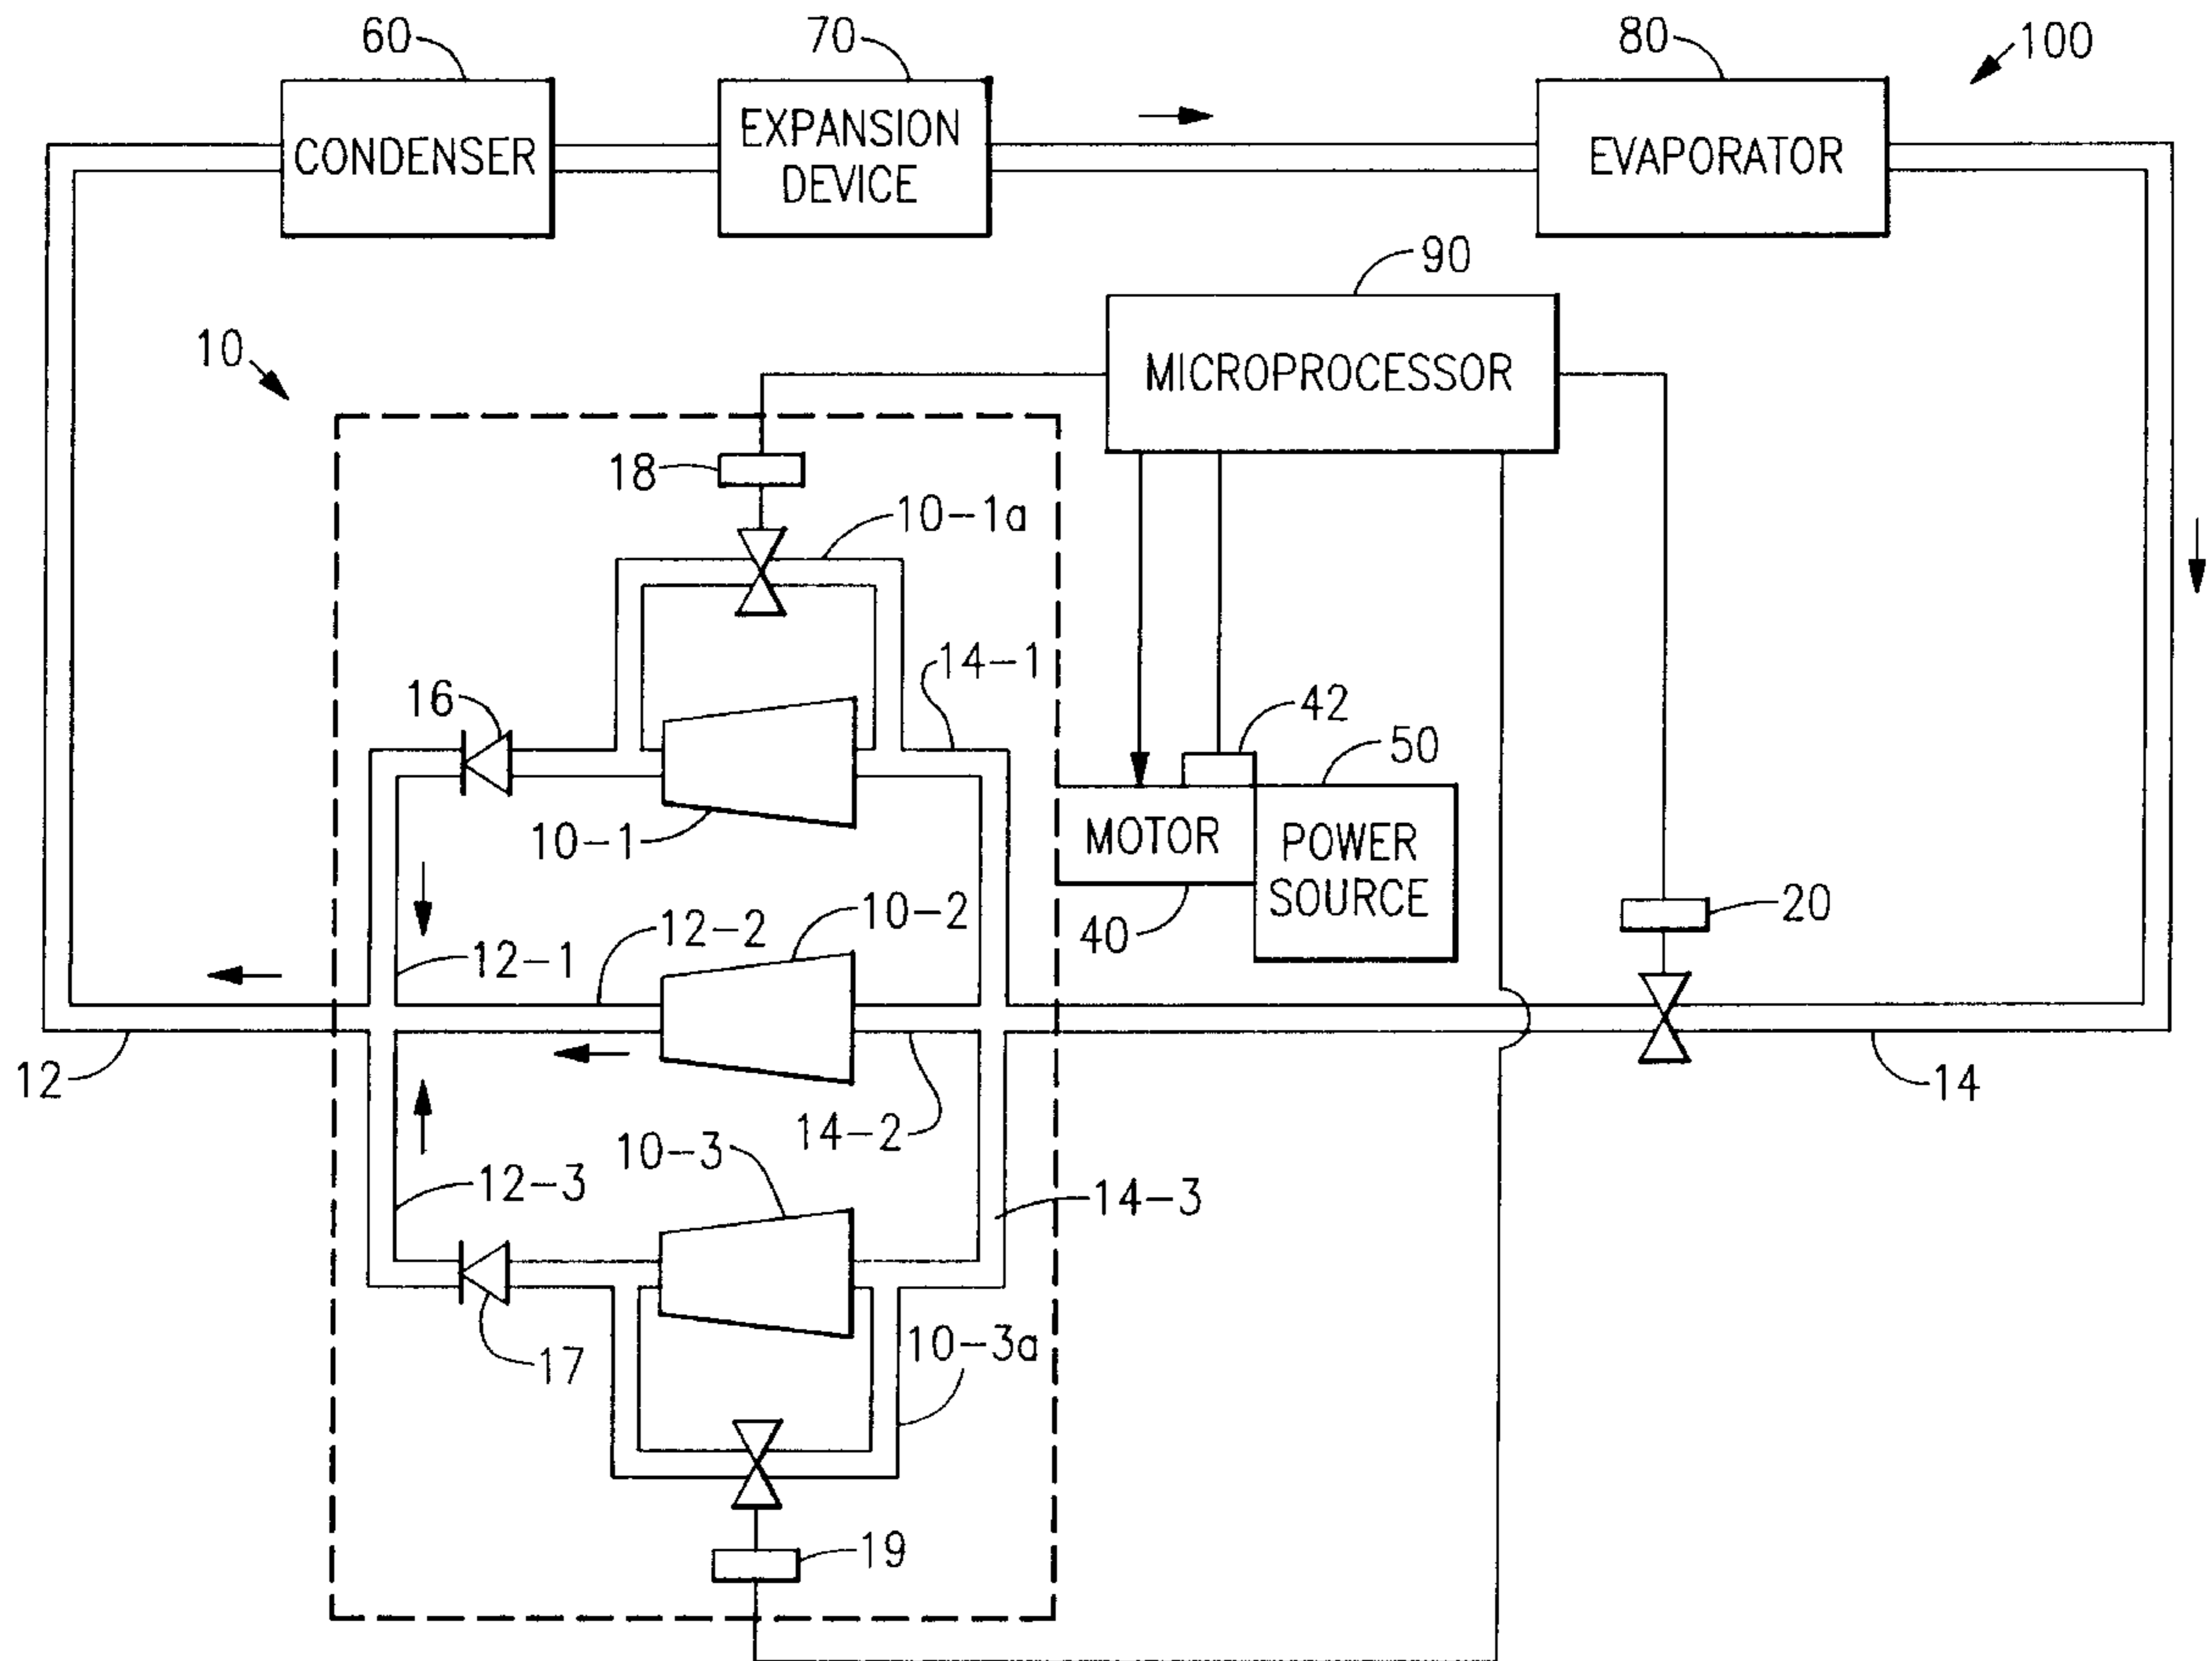 60
70
80
100
CONDENSER
EXPANSION
DEVICE
EVAPORATOR
90
10
MICROPROCESSOR
18
10-1a
14-1
16
42
50
10-1
MOTOR
POWER
SOURCE
10-2
12-2
20
40
12-1
12
14
14-2
10-3
12-3
14-3
10-3a
17
19